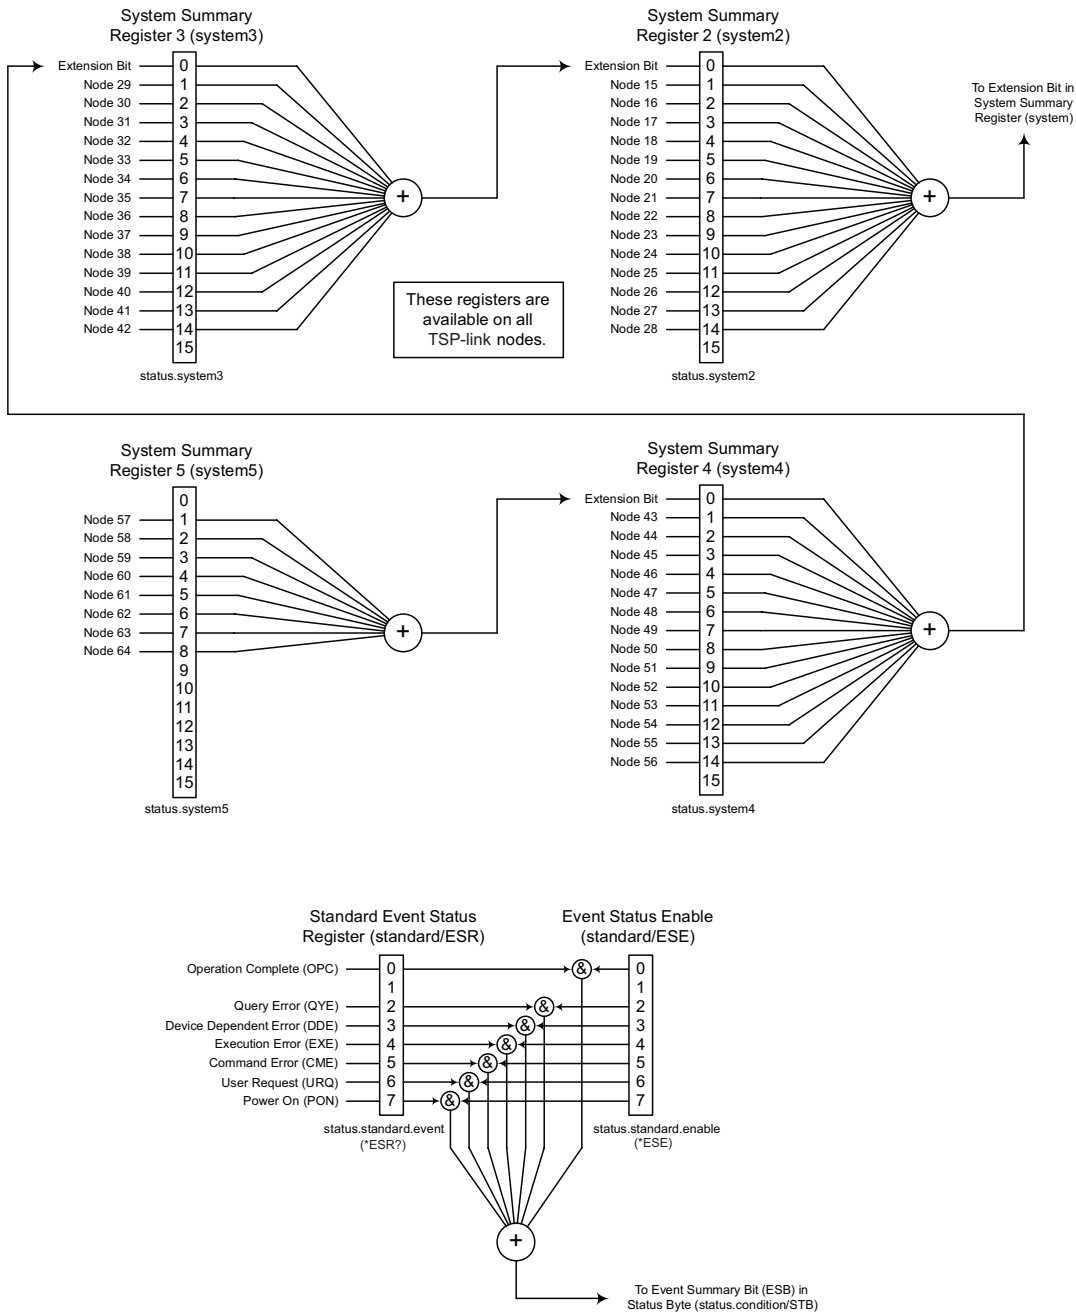 System Summary
Register 3 (system3)
Extension Bit 0
Node 29 1
Node 30 2
Node 31 3
Node 32 4
Node 33 5
Node 34 6
Node 35 7
Node 36 8
Node 37 9
Node 38 10
Node 39 11
Node 40 12
Node 41 13
Node 42 14
15
status.system3
+
System Summary
Register 2 (system2)
Extension Bit 0
Node 15 1
Node 16 2
Node 17 3
Node 18 4
Node 19 5
Node 20 6
Node 21 7
Node 22 8
Node 23 9
Node 24 10
Node 25 11
Node 26 12
Node 27 13
Node 28 14
15
status.system2
+
To Extension Bit in
System Summary
Register (system)
These registers are
available on all
TSP-link nodes.
System Summary
Register 5 (system5)
0
Node 57 1
Node 58 2
Node 59 3
Node 60 4
Node 61 5
Node 62 6
Node 63 7
Node 64 8
9
10
11
12
13
14
15
status.system5
+
System Summary
Register 4 (system4)
Extension Bit 0
Node 43 1
Node 44 2
Node 45 3
Node 46 4
Node 47 5
Node 48 6
Node 49 7
Node 50 8
Node 51 9
Node 52 10
Node 53 11
Node 54 12
Node 55 13
Node 56 14
15
status.system4
+
Standard Event Status
Register (standard/ESR)
Event Status Enable
(standard/ESE)
Operation Complete (OPC) 0 & 0
1 1
Query Error (QYE) 2 & 2
Device Dependent Error (DDE) 3 & 3
Execution Error (EXE) 4 & 4
Command Error (CME) 5 & 5
User Request (URQ) 6 & 6
Power On (PON) 7 & 7
status.standard.event
(*ESR?)
status.standard.enable
(*ESE)
+
To Event Summary Bit (ESB) in
Status Byte (status.condition/STB)